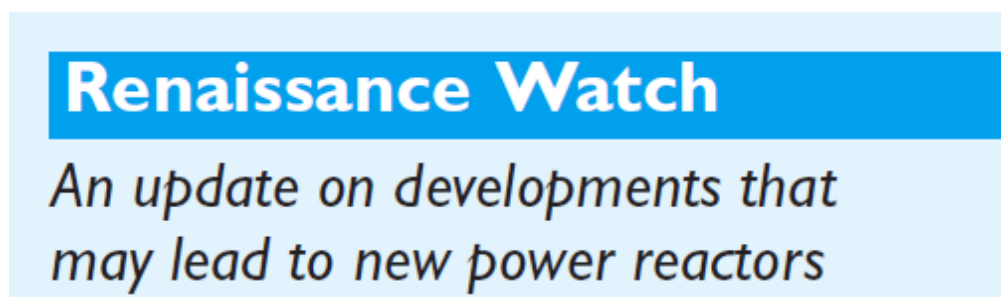 Renaissance Watch
An update on developments that
may lead to new power reactors